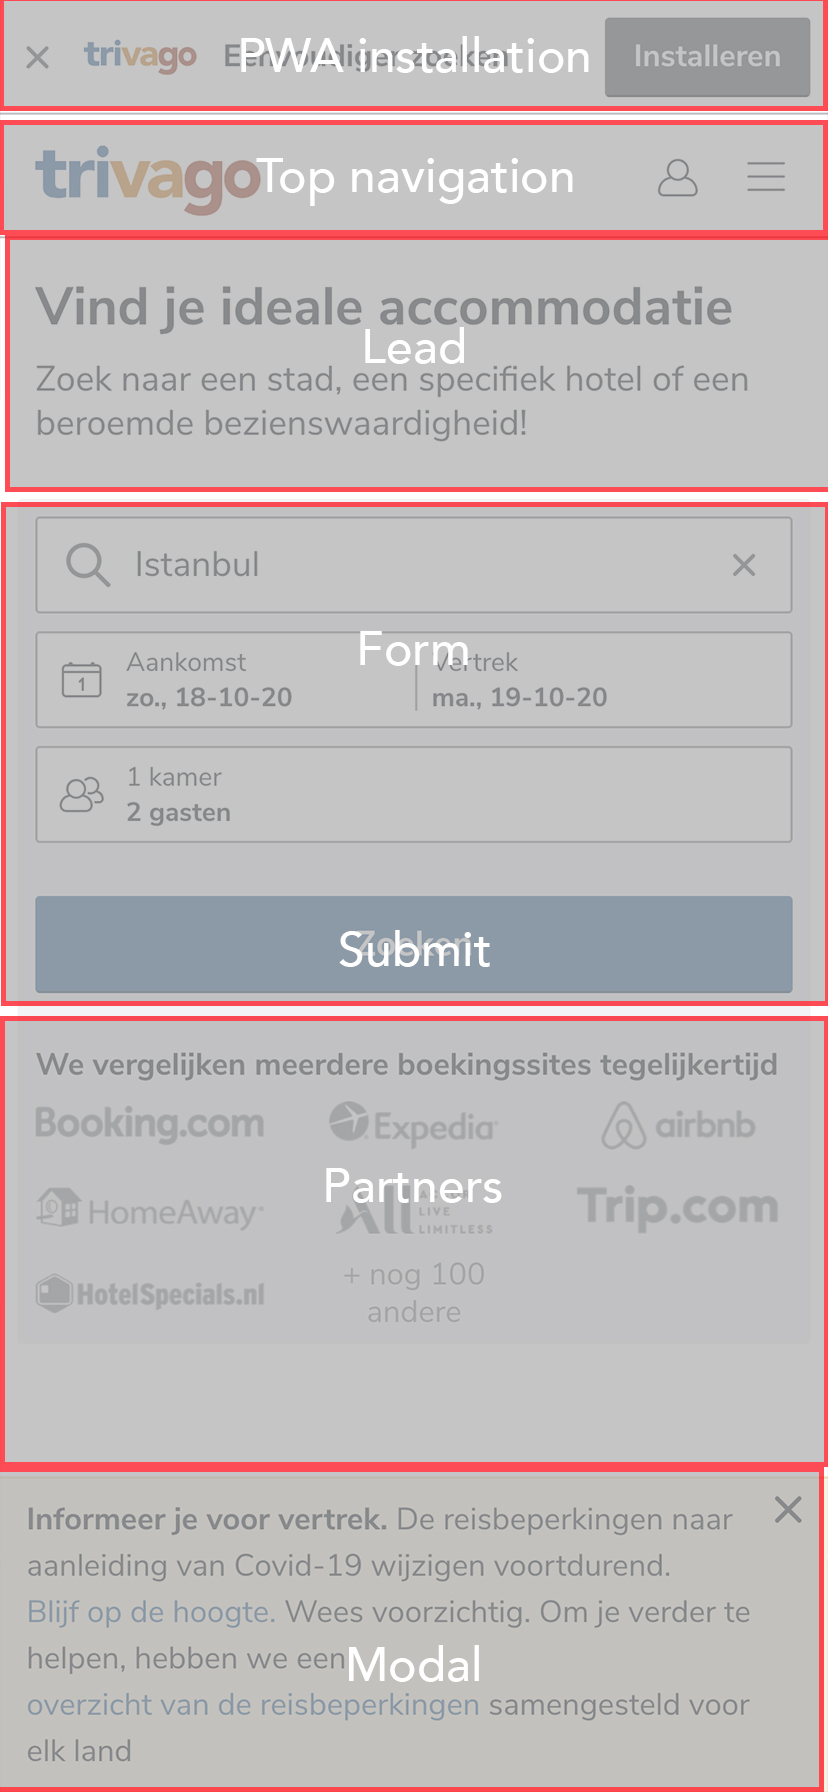 trivago Eenvoudiger zoeken Installeren
PWA installation
trivago
Top navigation
Vind je ideale accommodatie
Lead
Zoek naar een stad, een specifiek hotel of een
beroemde bezienswaardigheid!
Istanbul
Form
Aankomst Vertrek
1 zo., 18-10-20 ma., 19-10-20
1 kamer
2 gasten
Zoeken
Submit
We vergelijken meerdere boekingssites tegelijkertijd
Booking.com Expedia airbnb
Partners
HomeAway ALL LIVE LIMITLESS Trip.com
HotelSpecials.nl + nog 100
andere
Informeer je voor vertrek. De reisbeperkingen naar
aanleiding van Covid-19 wijzigen voortdurend.
Blijf op de hoogte. Wees voorzichtig. Om je verder te
helpen, hebben we een
Modal
overzicht van de reisbeperkingen samengesteld voor
elk land